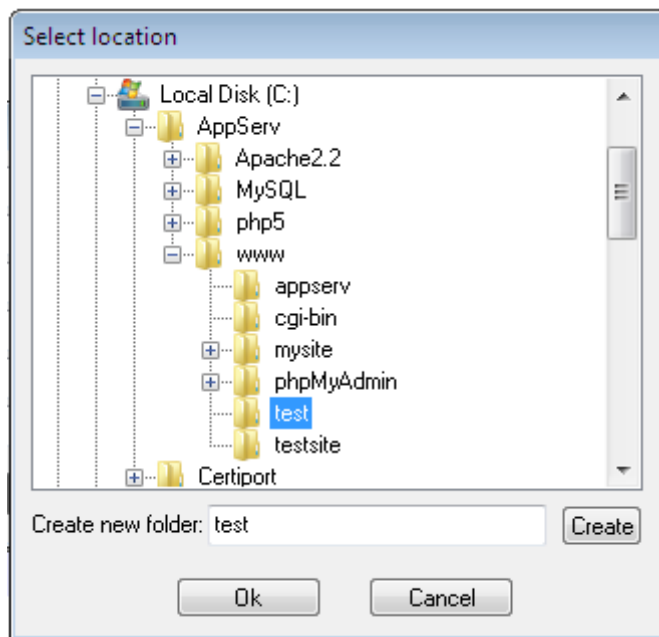 Select location
Local Disk (C:)
AppServ
Apache2.2
MySQL
php5
www
appserv
cgi-bin
mysite
phpMyAdmin
test
testsite
Certiport
Create new folder: test Create
Ok Cancel